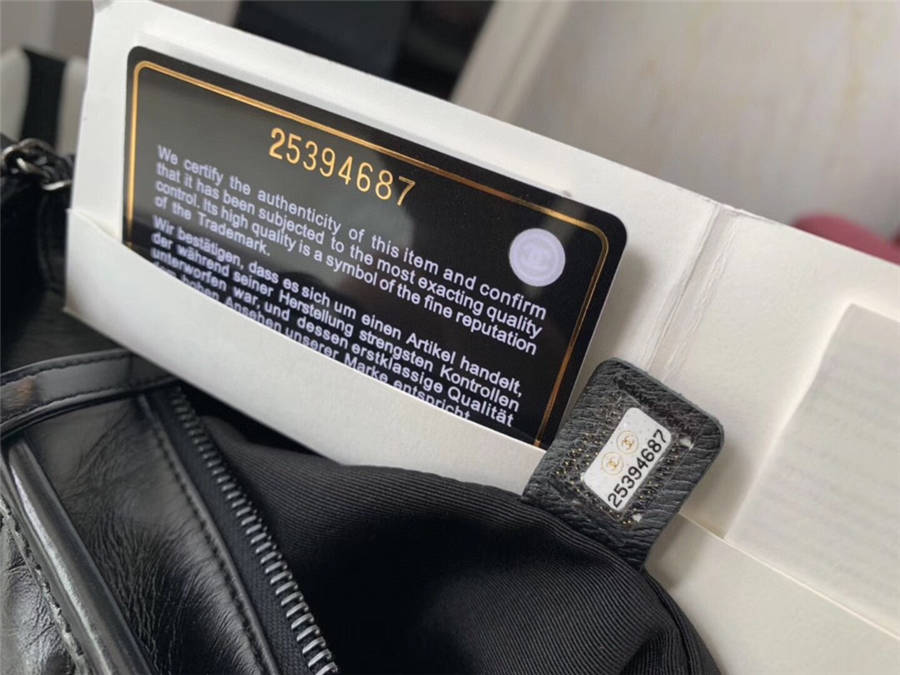 25394687
We certify the authenticity of this item and confirm
that it has been subjected to the most exacting quality
control. Its high quality is a symbol of the fine reputation
of the Trademark.
Wir bestätigen, dass es sich um einen Artikel handelt,
der während seiner Herstellung strengsten Kontrollen
unterworfen war, und dessen erstklassige Qualität
hohen Ansehen unserer Marke entspricht.
25394687